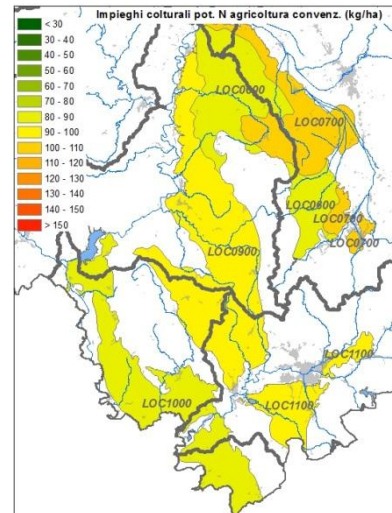 Impieghi colturali pot. N agricoltura convenz. (kg/ha)
< 30
30 - 40
40 - 50
50 - 60
60 - 70
70 - 80
80 - 90
90 - 100
100 - 110
110 - 120
120 - 130
130 - 140
140 - 150
> 150
LOC0600
LOC0700
LOC0600
LOC0700
LOC0700
LOC0900
LOC1100
LOC1000
LOC1100